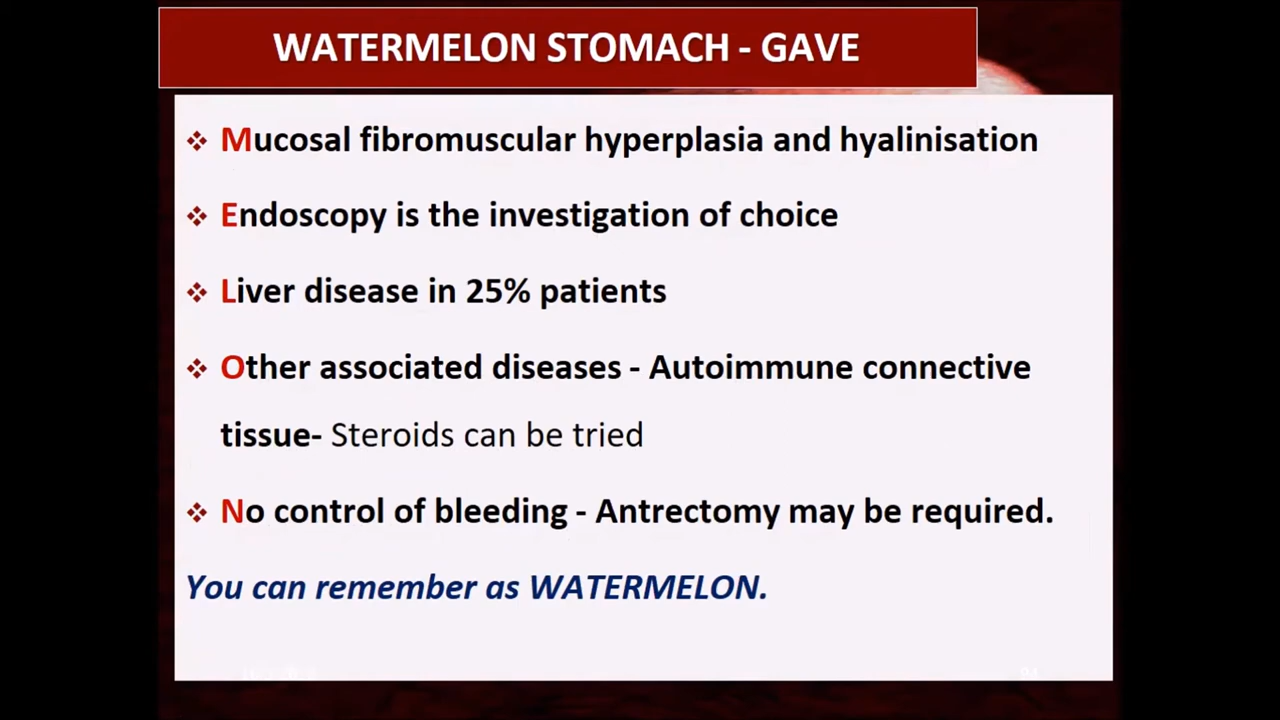 WATERMELON STOMACH - GAVE
❖ Mucosal fibromuscular hyperplasia and hyalinisation
❖ Endoscopy is the investigation of choice
❖ Liver disease in 25% patients
❖ Other associated diseases - Autoimmune connective
tissue- Steroids can be tried
❖ No control of bleeding - Antrectomy may be required.
You can remember as WATERMELON.